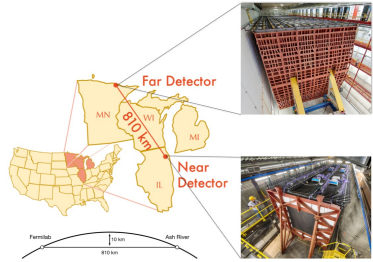 Far Detector
MN
WI
810 km
MI
Near
Detector
IL
Fermilab
Ash River
10 km
810 km